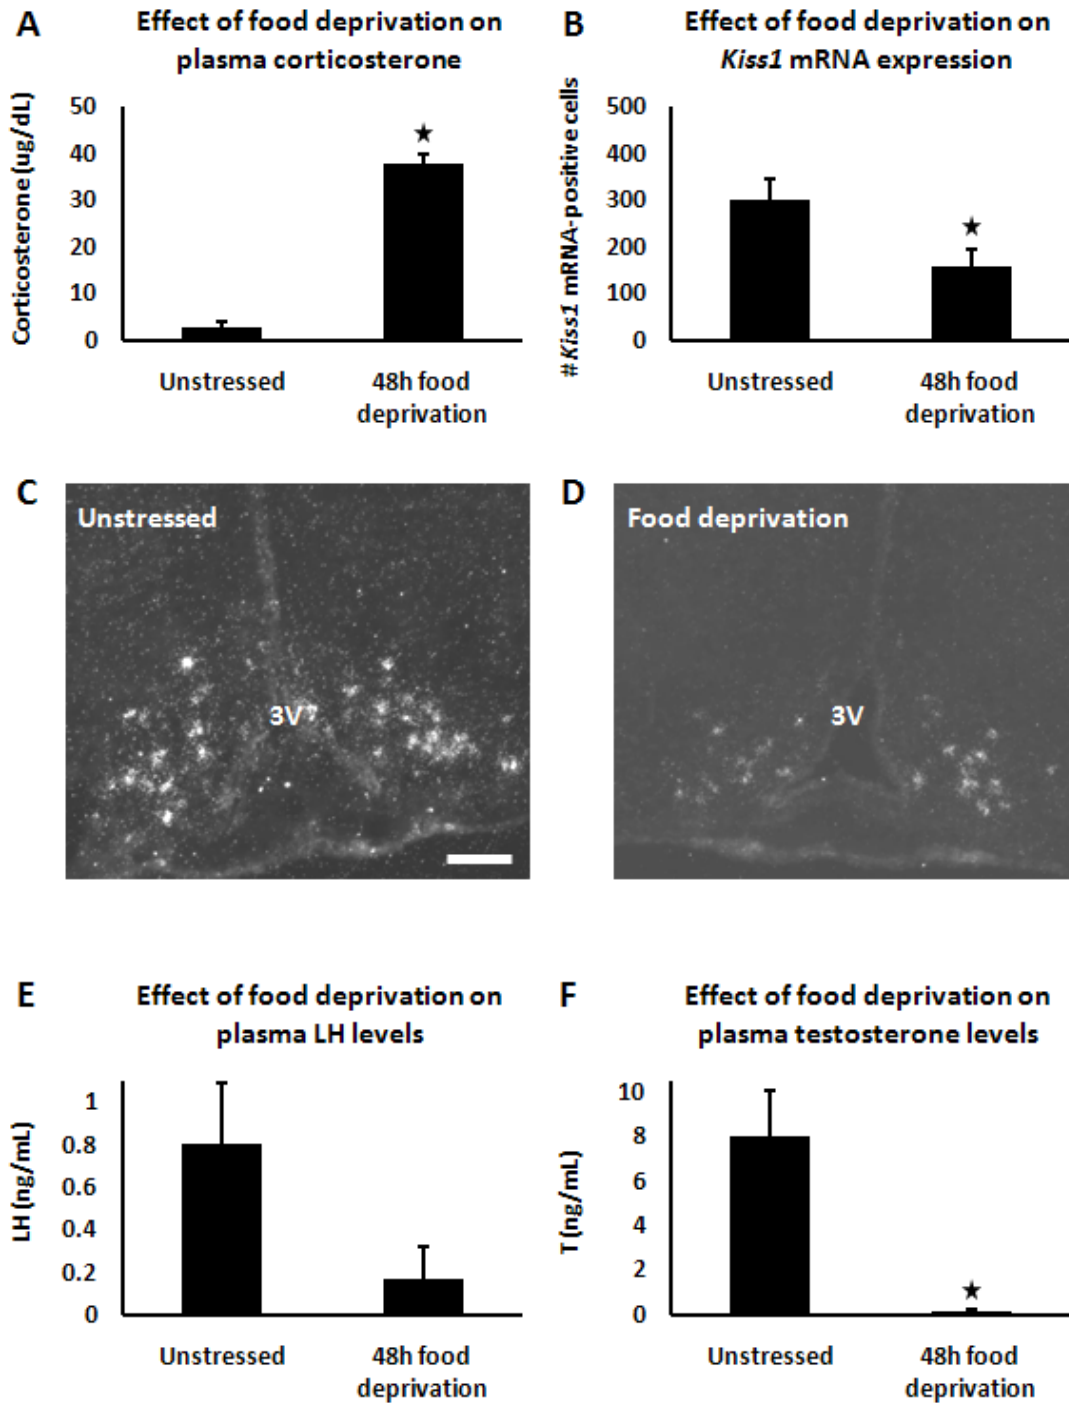 A
Effect of food deprivation on
plasma corticosterone
Corticosterone (ug/dL)
50
40
30
20
10
0
★
Unstressed
48h food
deprivation
B
Effect of food deprivation on
Kiss1 mRNA expression
#Kiss1 mRNA-positive cells
500
400
300
200
100
0
★
Unstressed
48h food
deprivation
C
Unstressed
3V
D
Food deprivation
3V
E
Effect of food deprivation on
plasma LH levels
LH (ng/mL)
1
0.8
0.6
0.4
0.2
0
Unstressed
48h food
deprivation
F
Effect of food deprivation on
plasma testosterone levels
T (ng/mL)
10
8
6
4
2
0
★
Unstressed
48h food
deprivation